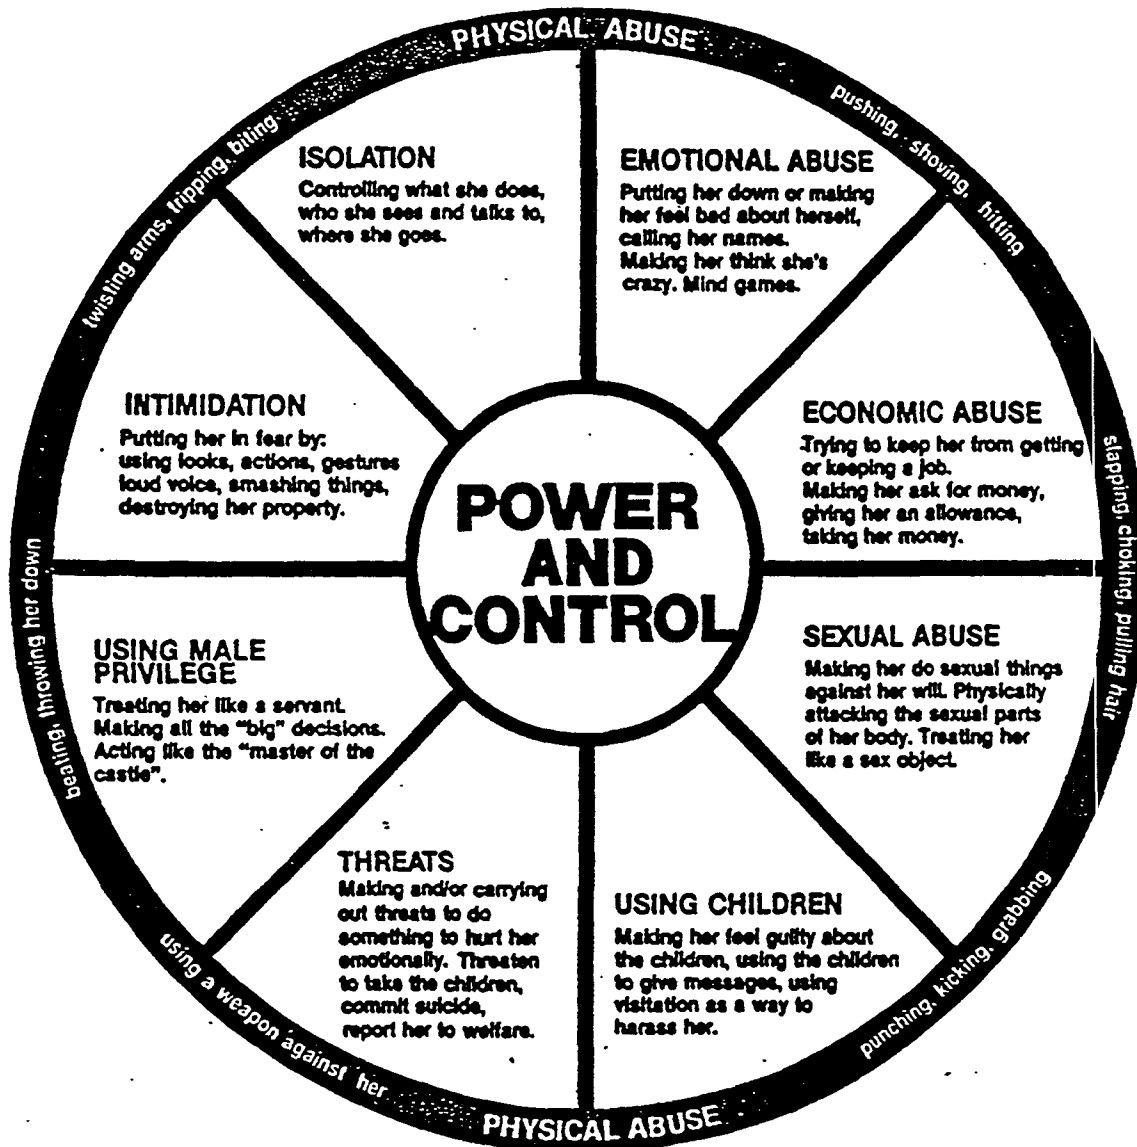 PHYSICAL ABUSE
pushing, shoving, hitting
slapping, choking, pulling hair
punching, kicking, grabbing
PHYSICAL ABUSE
using a weapon against her
beating, throwing her down
twisting arms, tripping, biting
ISOLATION
Controlling what she does,
who she sees and talks to,
where she goes.
EMOTIONAL ABUSE
Putting her down or making
her feel bad about herself,
calling her names.
Making her think she's
crazy. Mind games.
INTIMIDATION
Putting her in fear by:
using looks, actions, gestures
loud voice, smashing things,
destroying her property.
POWER
AND
CONTROL
ECONOMIC ABUSE
Trying to keep her from getting
or keeping a job.
Making her ask for money,
giving her an allowance,
taking her money.
USING MALE
PRIVILEGE
Treating her like a servant.
Making all the "big" decisions.
Acting like the "master of the
castle".
SEXUAL ABUSE
Making her do sexual things
against her will. Physically
attacking the sexual parts
of her body. Treating her
like a sex object.
THREATS
Making and/or carrying
out threats to do
something to hurt her
emotionally. Threaten
to take the children,
commit suicide,
report her to welfare.
USING CHILDREN
Making her feel guilty about
the children, using the children
to give messages, using
visitation as a way to
harass her.